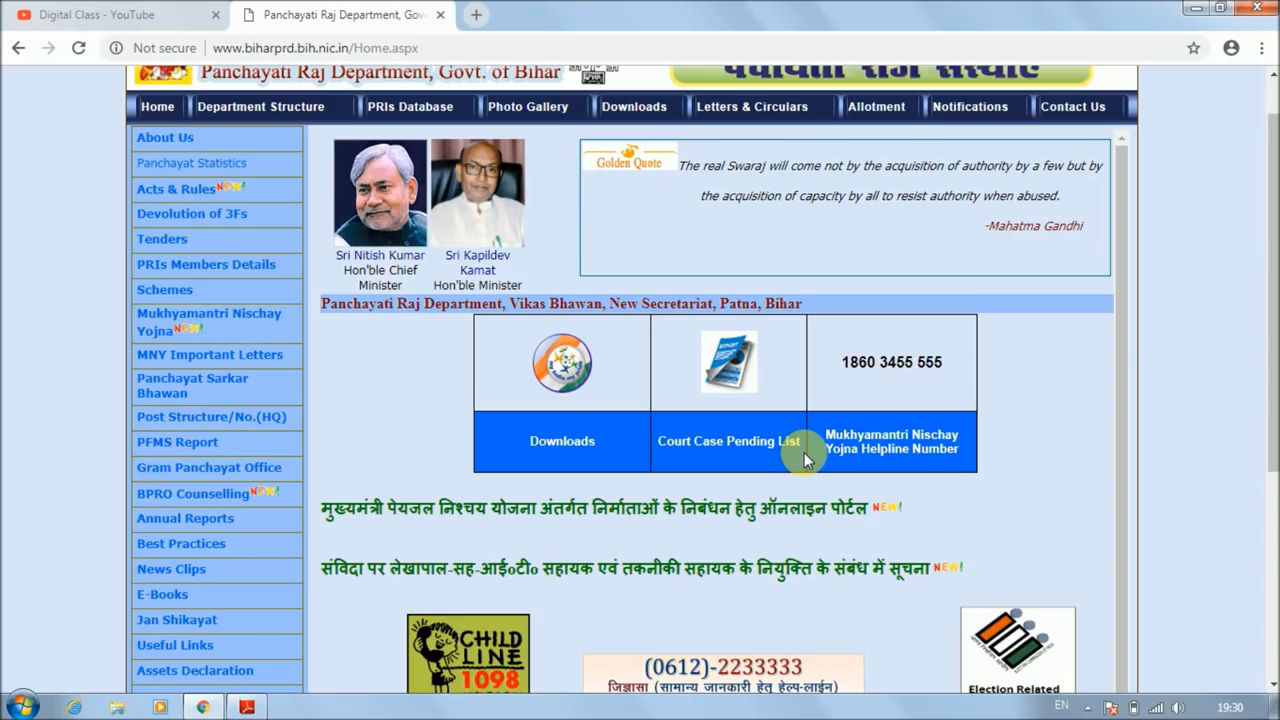 Digital Class - YouTube
Panchayati Raj Department, Gov
Not secure
www.biharprd.bih.nic.in/Home.aspx
Panchayati Raj Department, Govt. of Bihar
पंचायती राज संस्थाएँ
Home
Department Structure
PRIs Database
Photo Gallery
Downloads
Letters & Circulars
Allotment
Notifications
Contact Us
About Us
Panchayat Statistics
Acts & Rules NEW!
Devolution of 3Fs
Tenders
PRIs Members Details
Schemes
Mukhyamantri Nischay
Yojna NEW!
MNY Important Letters
Panchayat Sarkar
Bhawan
Post Structure/No.(HQ)
PFMS Report
Gram Panchayat Office
BPRO Counselling NEW!
Annual Reports
Best Practices
News Clips
E-Books
Jan Shikayat
Useful Links
Assets Declaration
Sri Nitish Kumar
Hon'ble Chief
Minister
Sri Kapildev
Kamat
Hon'ble Minister
Golden Quote
The real Swaraj will come not by the acquisition of authority by a few but by
the acquisition of capacity by all to resist authority when abused.
-Mahatma Gandhi
Panchayati Raj Department, Vikas Bhawan, New Secretariat, Patna, Bihar
REPORT
1860 3455 555
Downloads
Court Case Pending List
Mukhyamantri Nischay
Yojna Helpline Number
मुख्यमंत्री पेयजल निश्चय योजना अंतर्गत निर्माताओं के निबंधन हेतु ऑनलाइन पोर्टल NEW!
संविदा पर लेखापाल-सह-आई०टी० सहायक एवं तकनीकी सहायक के नियुक्ति के संबंध में सूचना NEW!
CHILD
LINE
1098
(0612)-2233333
जिज्ञासा (सामान्य जानकारी हेतु हेल्प-लाईन)
Election Related
EN
19:30